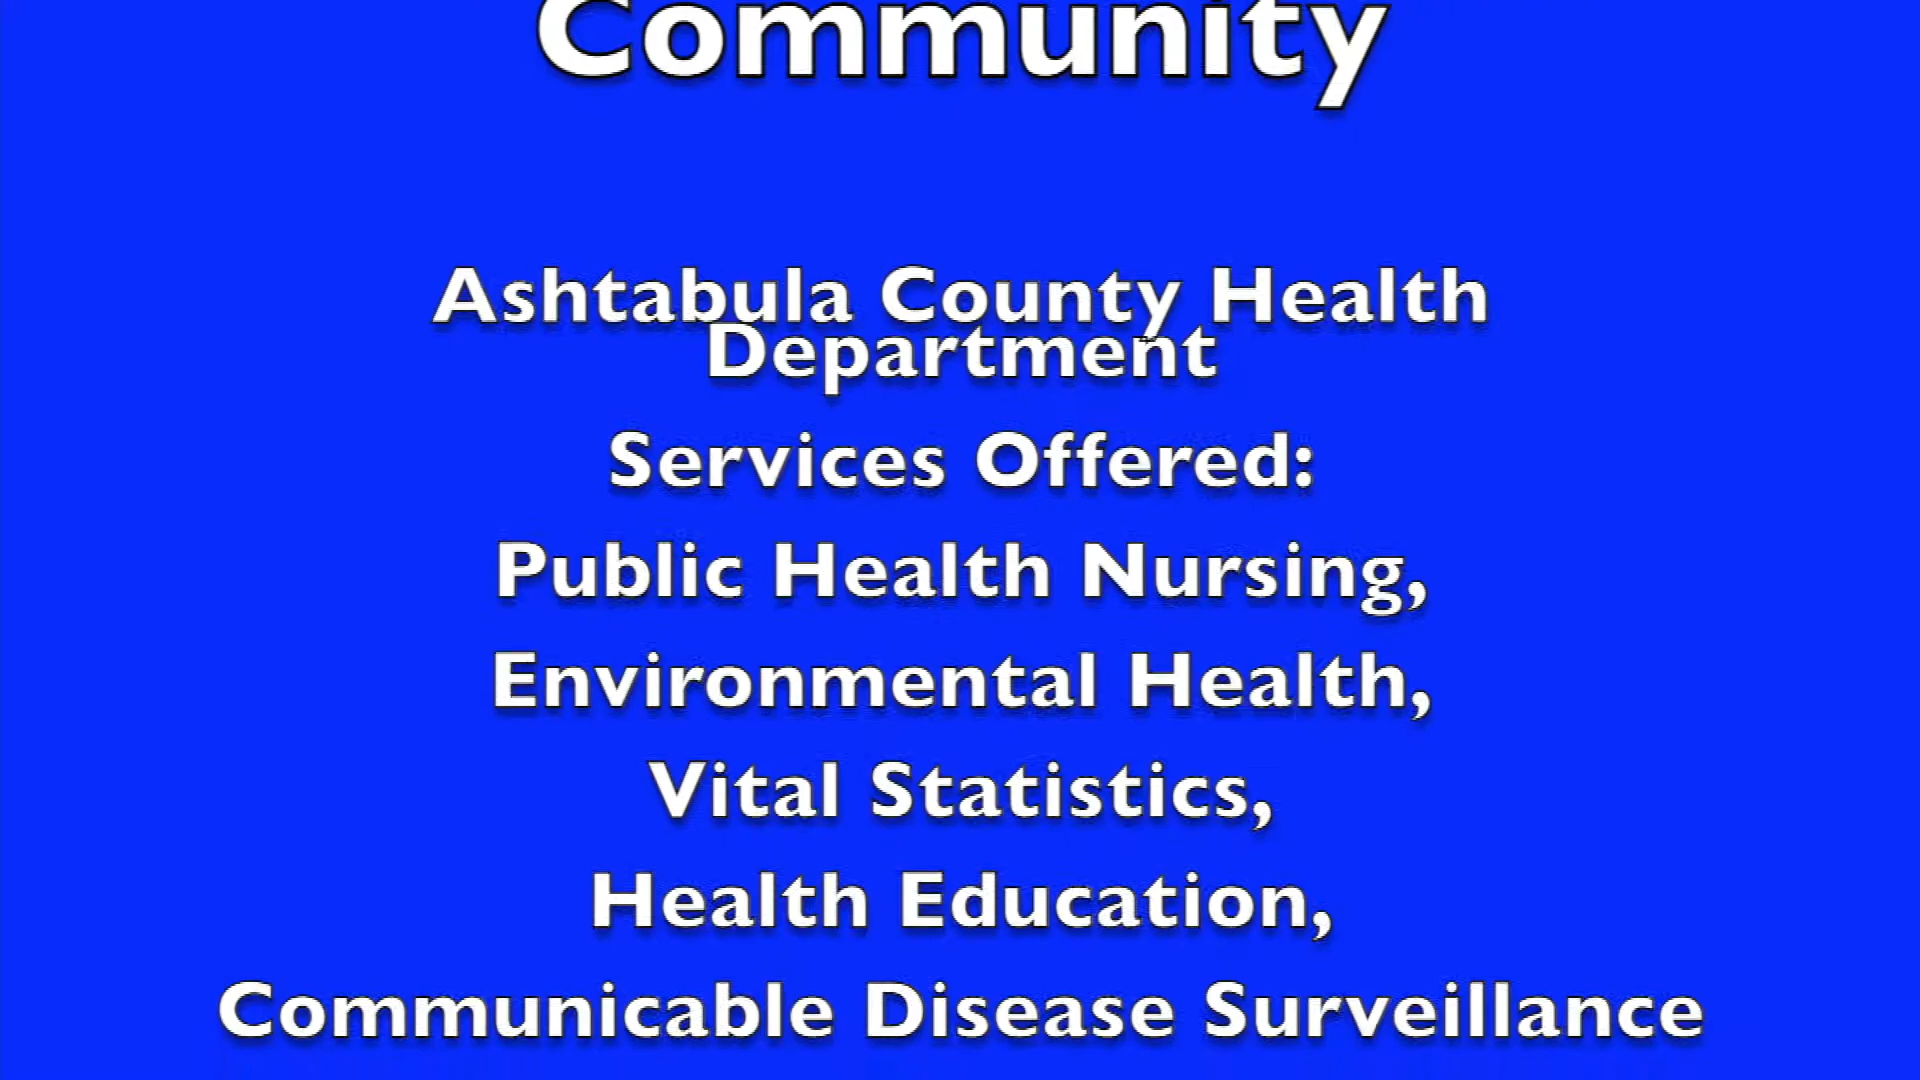 Community
Ashtabula County Health
Department
Services Offered:
Public Health Nursing,
Environmental Health,
Vital Statistics,
Health Education,
Communicable Disease Surveillance